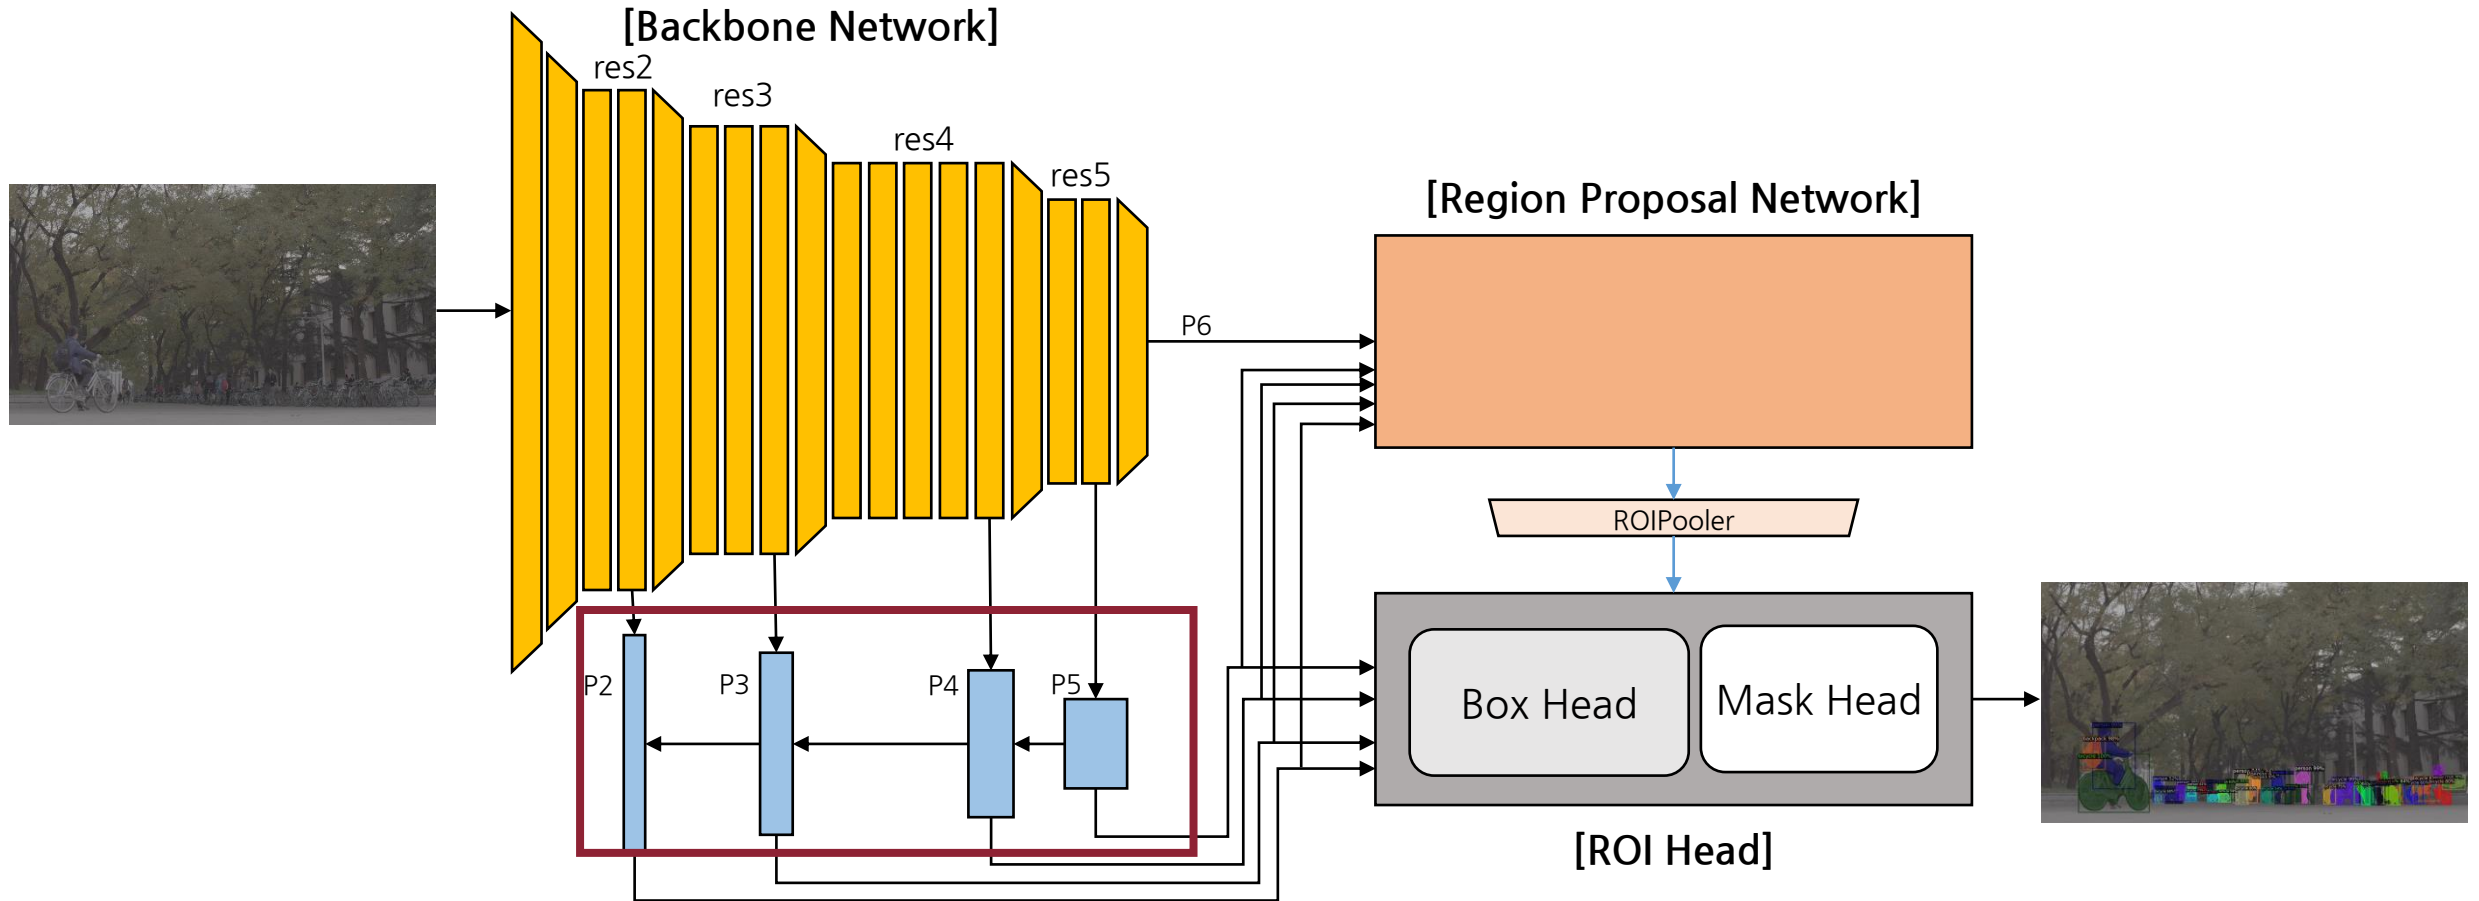 [Backbone Network]
res2
res3
res4
res5
[Region Proposal Network]
P6
ROIPooler
P2
P3
P4
P5
Box Head
Mask Head
[ROI Head]